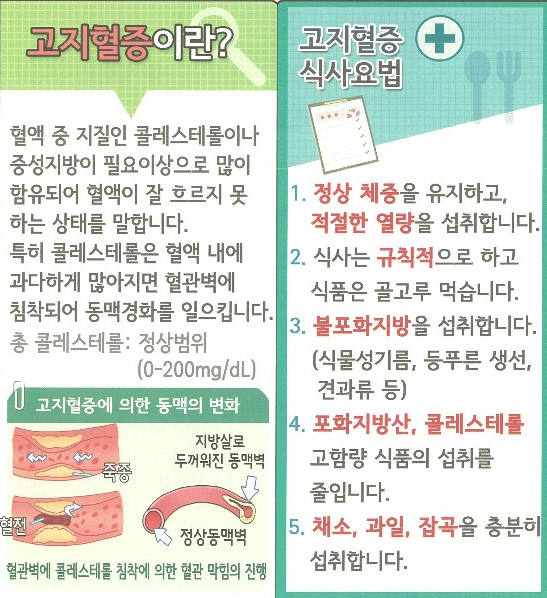 고지혈증이란?
혈액 중 지질인 콜레스테롤이나
중성지방이 필요이상으로 많이
함유되어 혈액이 잘 흐르지 못
하는 상태를 말합니다.
특히 콜레스테롤은 혈액 내에
과다하게 많아지면 혈관벽에
침착되어 동맥경화를 일으킵니다.
총 콜레스테롤: 정상범위
(0-200mg/dL)
고지혈증에 의한 동맥의 변화
죽종
지방살로
두꺼워진 동맥벽
혈전
정상동맥벽
혈관벽에 콜레스테롤 침착에 의한 혈관 막힘의 진행
고지혈증
식사요법
1. 정상 체중을 유지하고,
적절한 열량을 섭취합니다.
2. 식사는 규칙적으로 하고
식품은 골고루 먹습니다.
3. 불포화지방을 섭취합니다.
(식물성기름, 등푸른 생선,
견과류 등)
4. 포화지방산, 콜레스테롤
고함량 식품의 섭취를
줄입니다.
5. 채소, 과일, 잡곡을 충분히
섭취합니다.